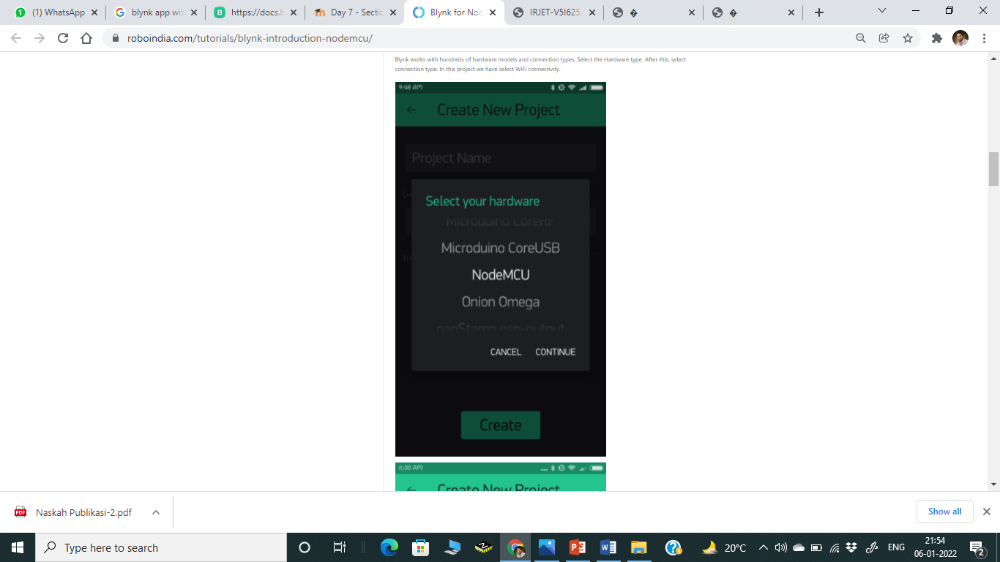 (1) WhatsApp
blynk app wit
https://docs.b
Day 7 - Sectio
Blynk for Nod
IRJET-V5I625
roboindia.com/tutorials/blynk-introduction-nodemcu/
Blynk works with hundreds of hardware models and connection types. Select the Hardware type. After this, select
connection type. In this project we have select WiFi connectivity.
9:48 AM
Create New Project
Project Name
Select your hardware
Microduino CoreRF
Microduino CoreUSB
NodeMCU
Onion Omega
panStamp esp-output
CANCEL CONTINUE
Create
11:00 AM
Create New Project
Naskah Publikasi-2.pdf
Show all
Type here to search
20°C
ENG
21:54
06-01-2022
2